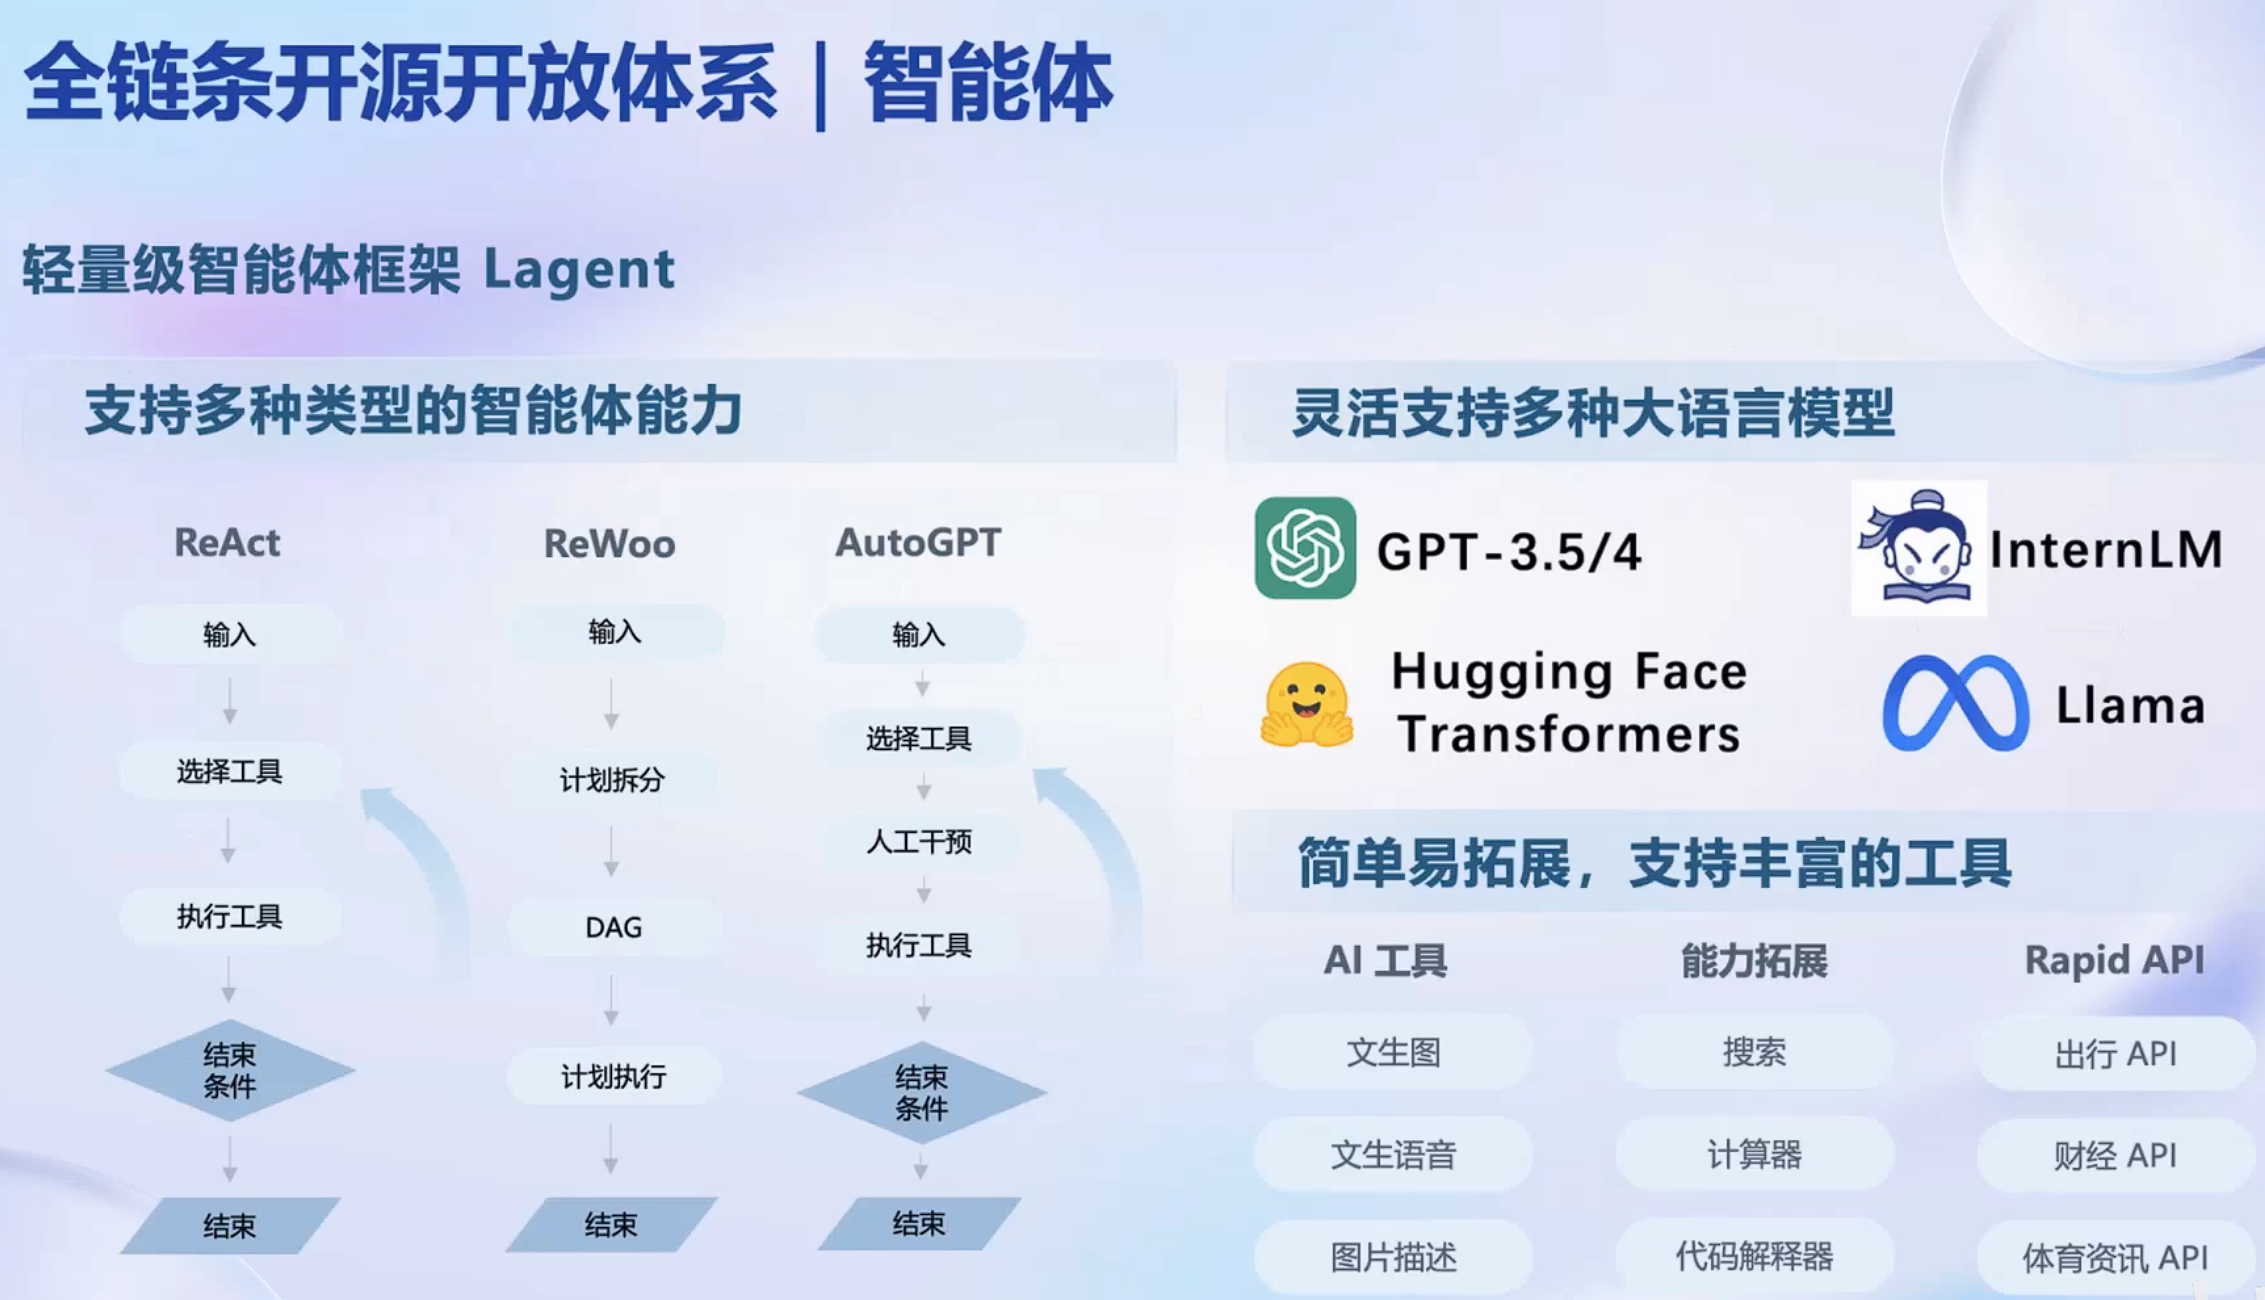 全链条开源开放体系 | 智能体
轻量级智能体框架 Lagent
支持多种类型的智能体能力
ReAct
输入
选择工具
执行工具
结束
条件
结束
ReWoo
输入
计划拆分
DAG
计划执行
结束
AutoGPT
输入
选择工具
人工干预
执行工具
结束
条件
结束
灵活支持多种大语言模型
GPT-3.5/4
InternLM
Hugging Face
Transformers
Llama
简单易拓展，支持丰富的工具
AI 工具
文生图
文生语音
图片描述
能力拓展
搜索
计算器
代码解释器
Rapid API
出行 API
财经 API
体育资讯 API